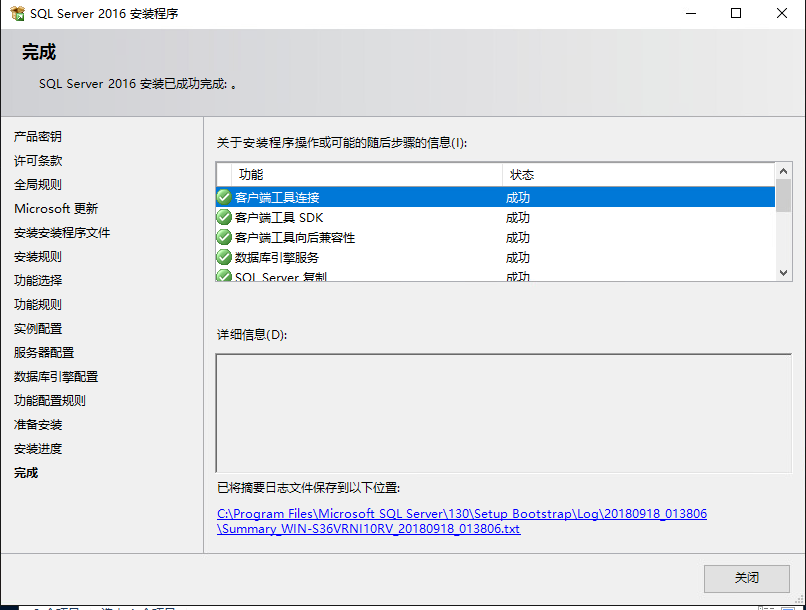 SQL Server 2016 安装程序
完成
SQL Server 2016 安装已成功完成: 。
产品密钥
许可条款
全局规则
Microsoft 更新
安装安装程序文件
安装规则
功能选择
功能规则
实例配置
服务器配置
数据库引擎配置
功能配置规则
准备安装
安装进度
完成
关于安装程序操作或可能的随后步骤的信息(I):
功能 状态
客户端工具连接 成功
客户端工具 SDK 成功
客户端工具向后兼容性 成功
数据库引擎服务 成功
SQL Server 复制 成功
详细信息(D):
已将摘要日志文件保存到以下位置:
C:\Program Files\Microsoft SQL Server\130\Setup Bootstrap\Log\20180918_013806
\Summary_WIN-S36VRNI10RV_20180918_013806.txt
关闭